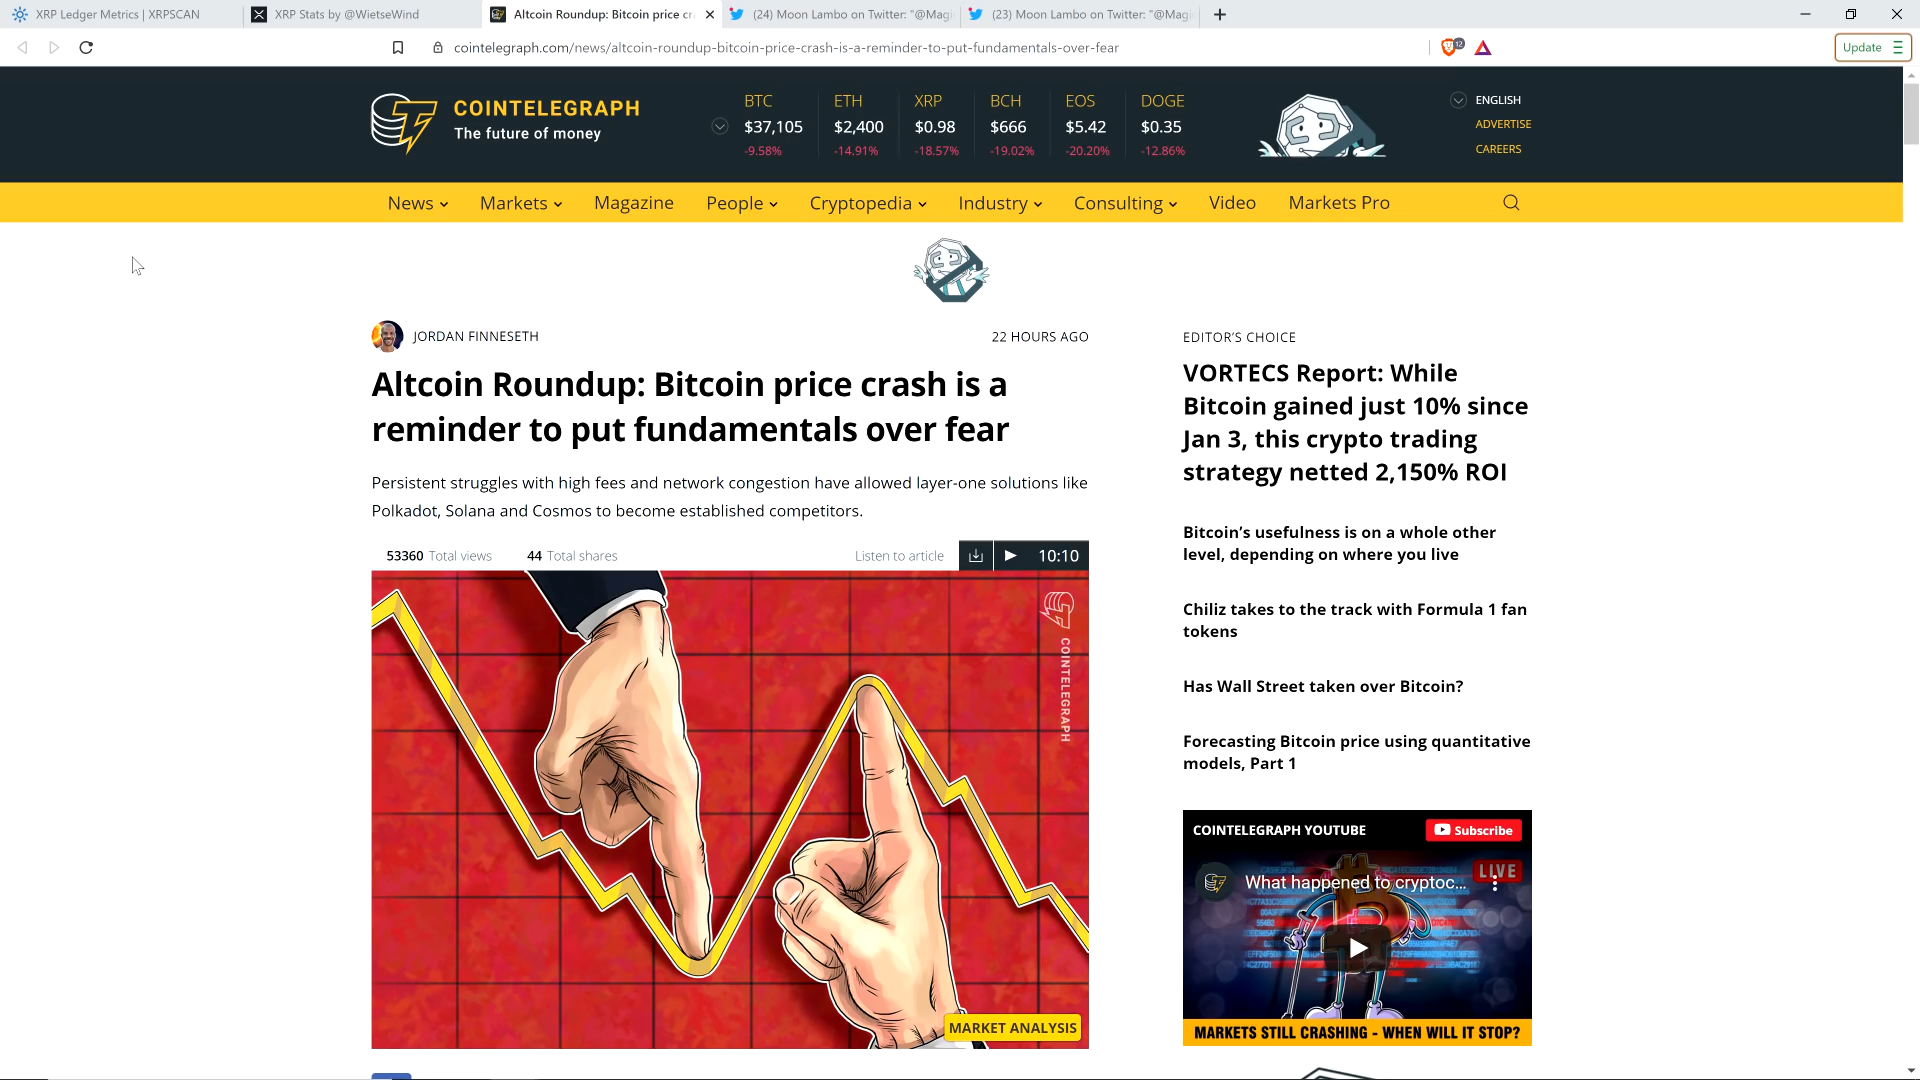 XRP Ledger Metrics | XRPSCAN
XRP Stats by @WietseWind
Altcoin Roundup: Bitcoin price cr
(24) Moon Lambo on Twitter: "@Magi
(23) Moon Lambo on Twitter: "@Magi
cointelegraph.com/news/altcoin-roundup-bitcoin-price-crash-is-a-reminder-to-put-fundamentals-over-fear
12
Update
COINTELEGRAPH
The future of money
BTC
$37,105
-9.58%
ETH
$2,400
-14.91%
XRP
$0.98
-18.57%
BCH
$666
-19.02%
EOS
$5.42
-20.20%
DOGE
$0.35
-12.86%
ENGLISH
ADVERTISE
CAREERS
News
Markets
Magazine
People
Cryptopedia
Industry
Consulting
Video
Markets Pro
JORDAN FINNESETH
22 HOURS AGO
Altcoin Roundup: Bitcoin price crash is a
reminder to put fundamentals over fear
Persistent struggles with high fees and network congestion have allowed layer-one solutions like
Polkadot, Solana and Cosmos to become established competitors.
53360 Total views
44 Total shares
Listen to article
10:10
COINTELEGRAPH
MARKET ANALYSIS
EDITOR'S CHOICE
VORTECS Report: While
Bitcoin gained just 10% since
Jan 3, this crypto trading
strategy netted 2,150% ROI
Bitcoin's usefulness is on a whole other
level, depending on where you live
Chiliz takes to the track with Formula 1 fan
tokens
Has Wall Street taken over Bitcoin?
Forecasting Bitcoin price using quantitative
models, Part 1
COINTELEGRAPH YOUTUBE
Subscribe
What happened to cryptoc...
LIVE
MARKETS STILL CRASHING - WHEN WILL IT STOP?